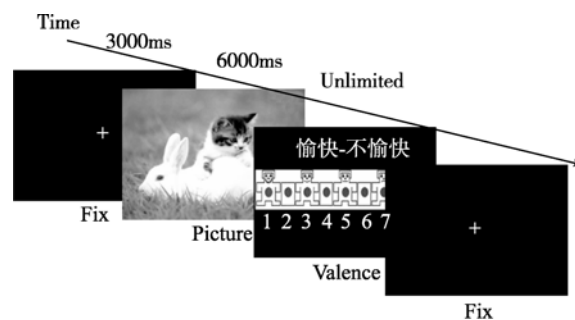 Time
3000ms
6000ms
Unlimited
愉快-不愉快
1 2 3 4 5 6 7
Fix
Picture
Valence
Fix